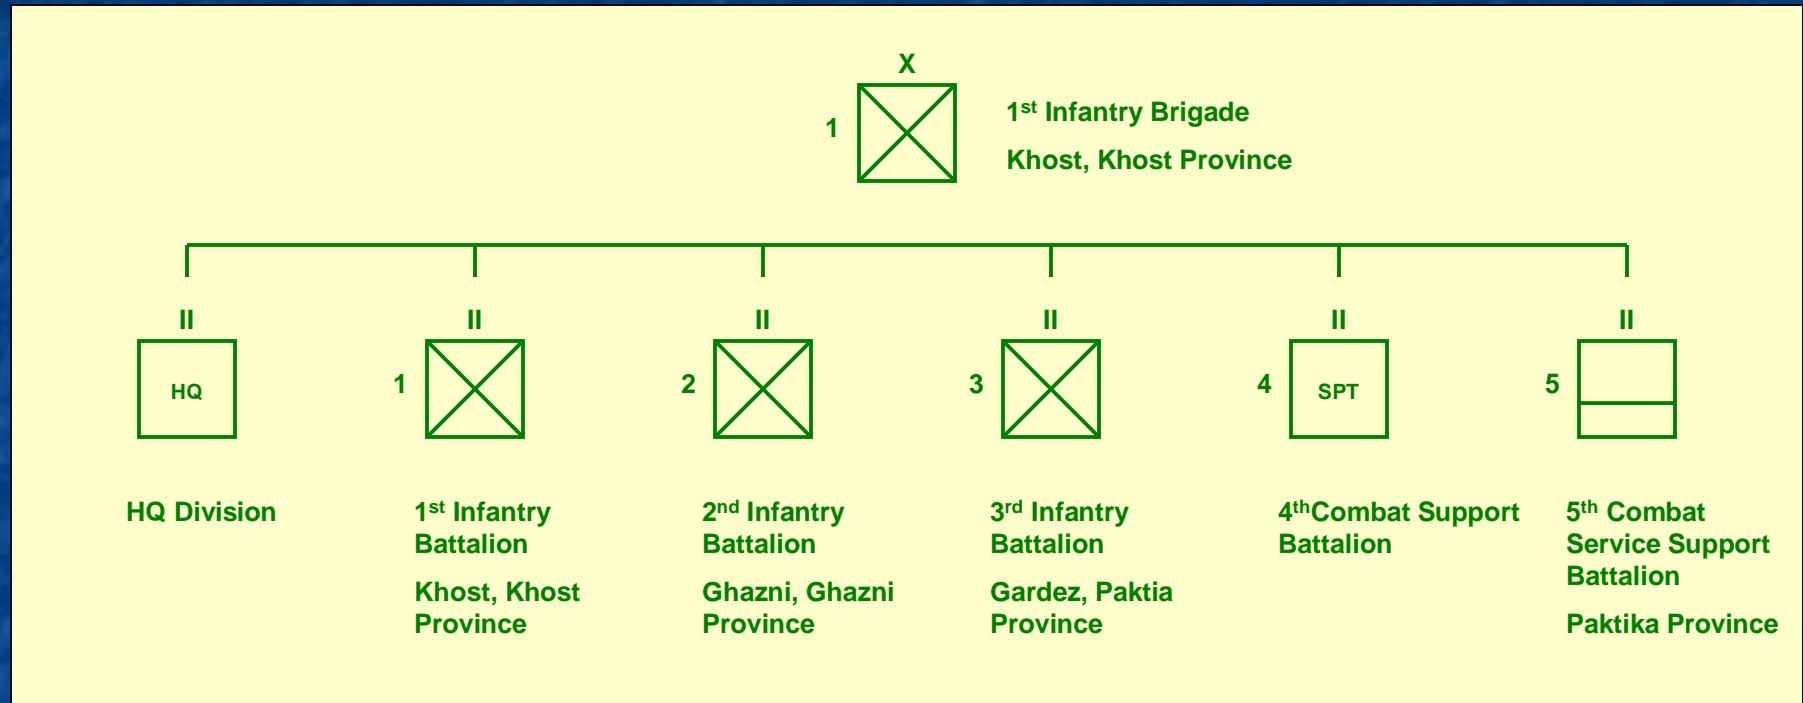 X
1
1st Infantry Brigade
Khost, Khost Province
II
II
II
II
II
II
HQ
1
2
3
4
SPT
5
HQ Division
1st Infantry
Battalion
Khost, Khost
Province
2nd Infantry
Battalion
Ghazni, Ghazni
Province
3rd Infantry
Battalion
Gardez, Paktia
Province
4thCombat Support
Battalion
5th Combat
Service Support
Battalion
Paktika Province